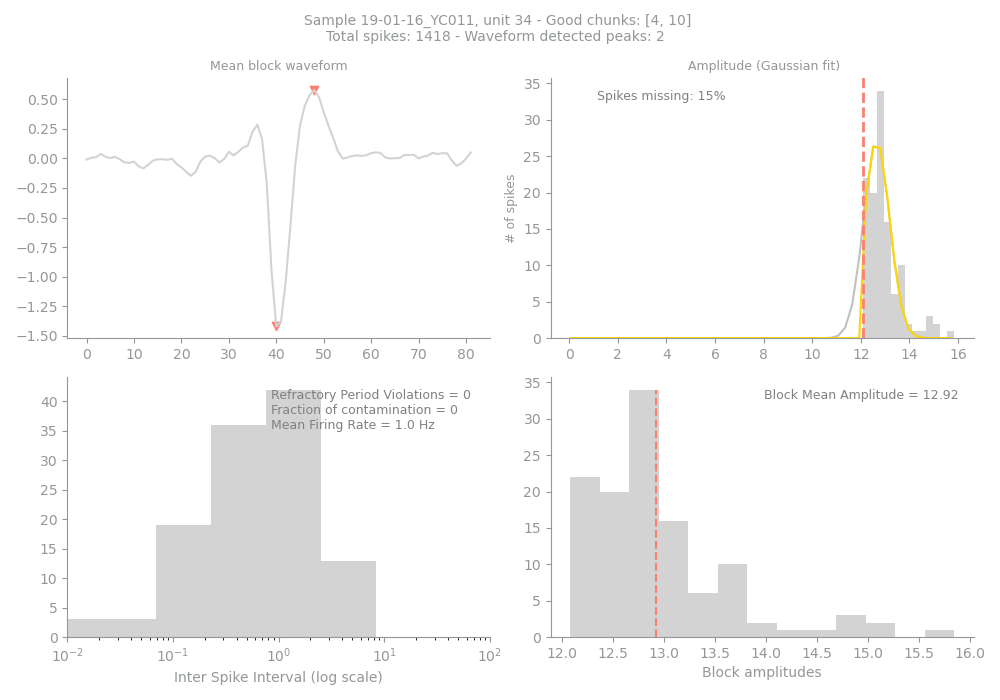 Sample 19-01-16_YC011, unit 34 - Good chunks: [4, 10]
Total spikes: 1418 - Waveform detected peaks: 2
Mean block waveform
0.50
0.25
0.00
−0.25
−0.50
−0.75
−1.00
−1.25
−1.50
0 10 20 30 40 50 60 70 80
Amplitude (Gaussian fit)
Spikes missing: 15%
# of spikes
35
30
25
20
15
10
5
0
0 2 4 6 8 10 12 14 16
Refractory Period Violations = 0
Fraction of contamination = 0
Mean Firing Rate = 1.0 Hz
40
35
30
25
20
15
10
5
0
10⁻² 10⁻¹ 10⁰ 10¹ 10²
Inter Spike Interval (log scale)
Block Mean Amplitude = 12.92
35
30
25
20
15
10
5
0
12.0 12.5 13.0 13.5 14.0 14.5 15.0 15.5 16.0
Block amplitudes